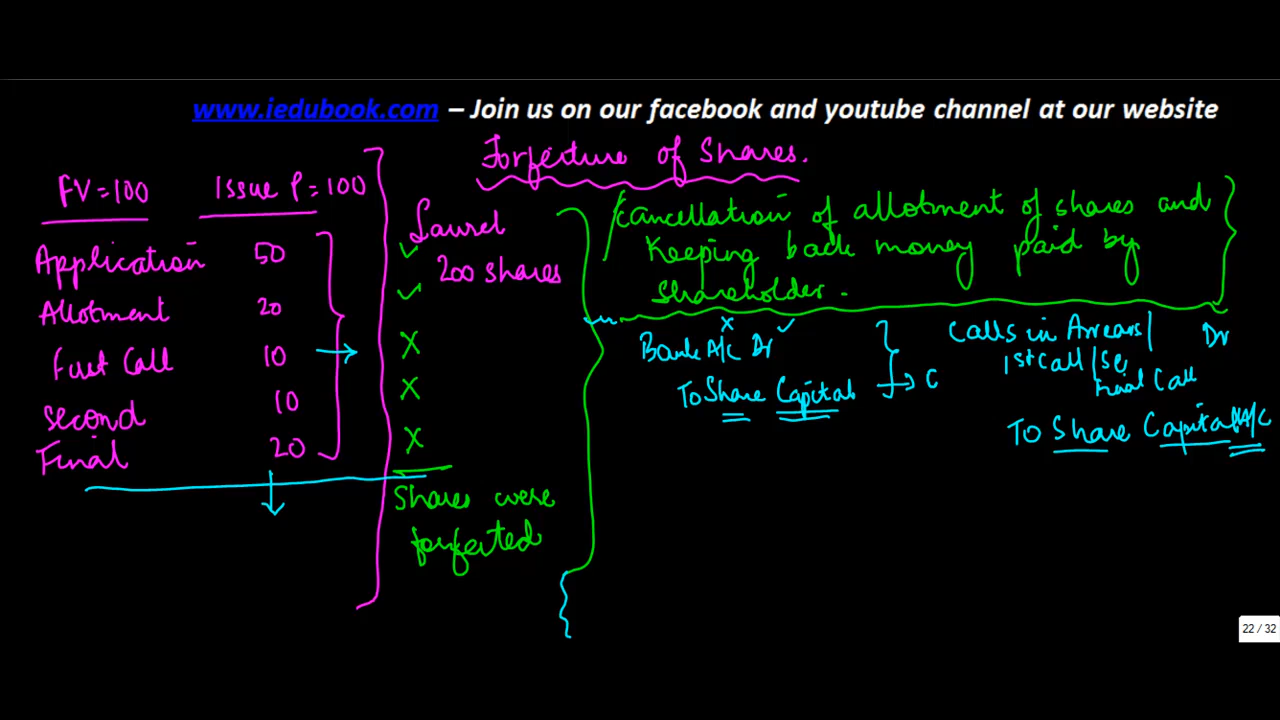 www.iedubook.com – Join us on our facebook and youtube channel at our website
Forfeiture of Shares.
FV=100 Issue P=100
Application 50
Allotment 20
First Call 10
Second 10
Final 20
Laurel
✓ 200 shares
✓
X
X
X
Shares were
forfeited
Cancellation of allotment of shares and
Keeping back money paid by
shareholder.
x ✓
Bank A/c Dr
To Share Capital → C
Calls in Arrears/ Dr
1st Call/Se
Final Call
To Share Capital A/c
22 / 32